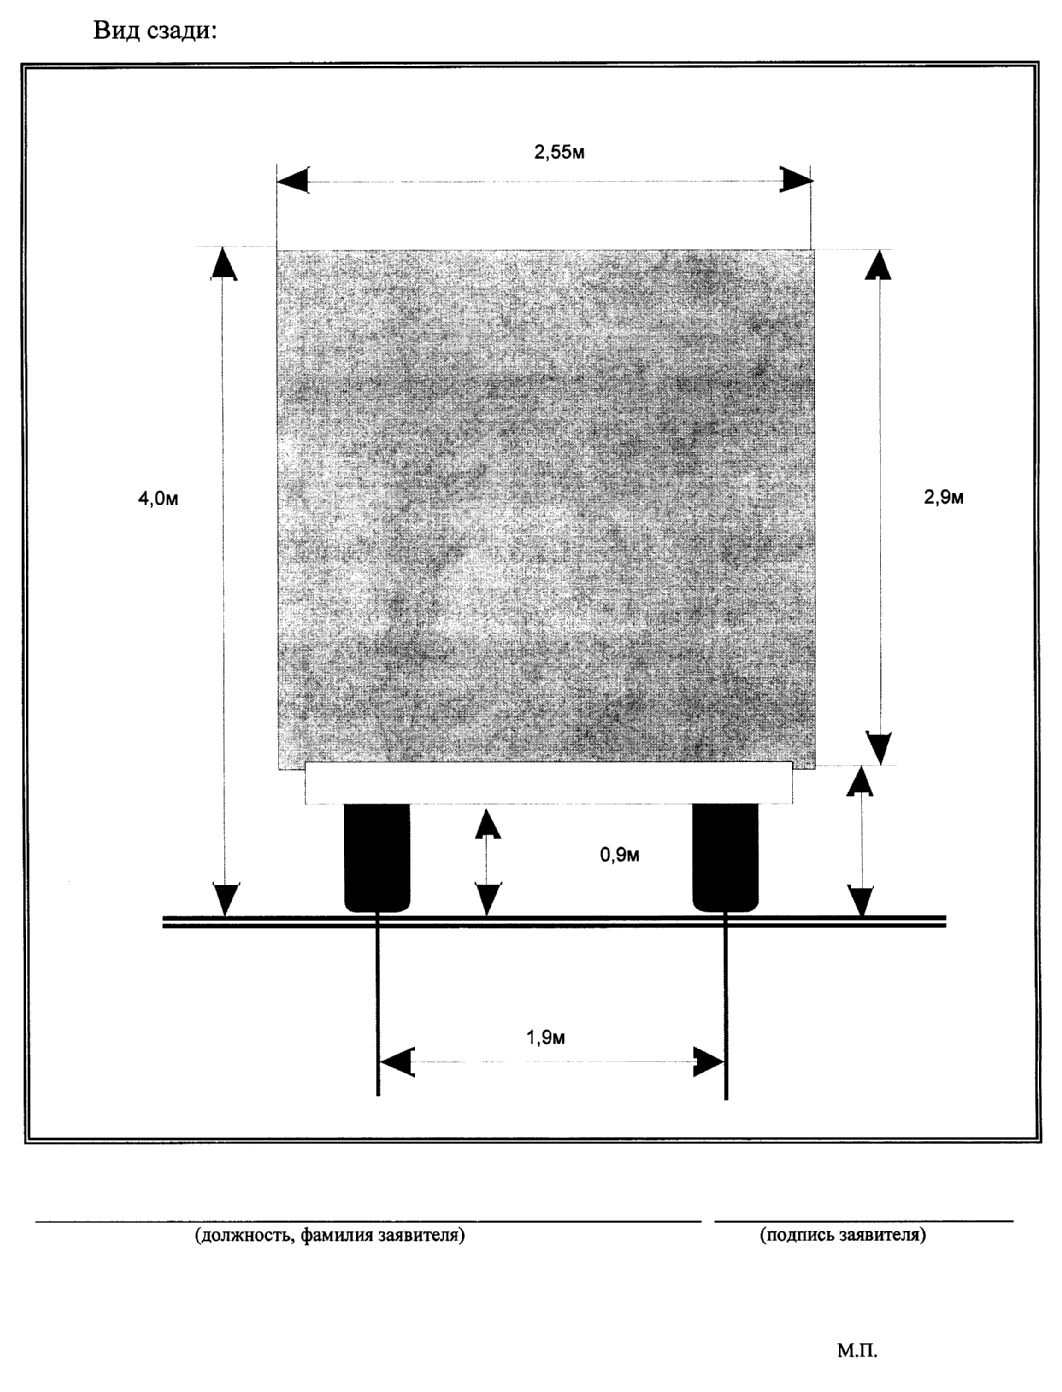 Вид сзади:
2,55м
4,0м
2,9м
0,9м
1,9м
(должность, фамилия заявителя)
(подпись заявителя)
М.П.